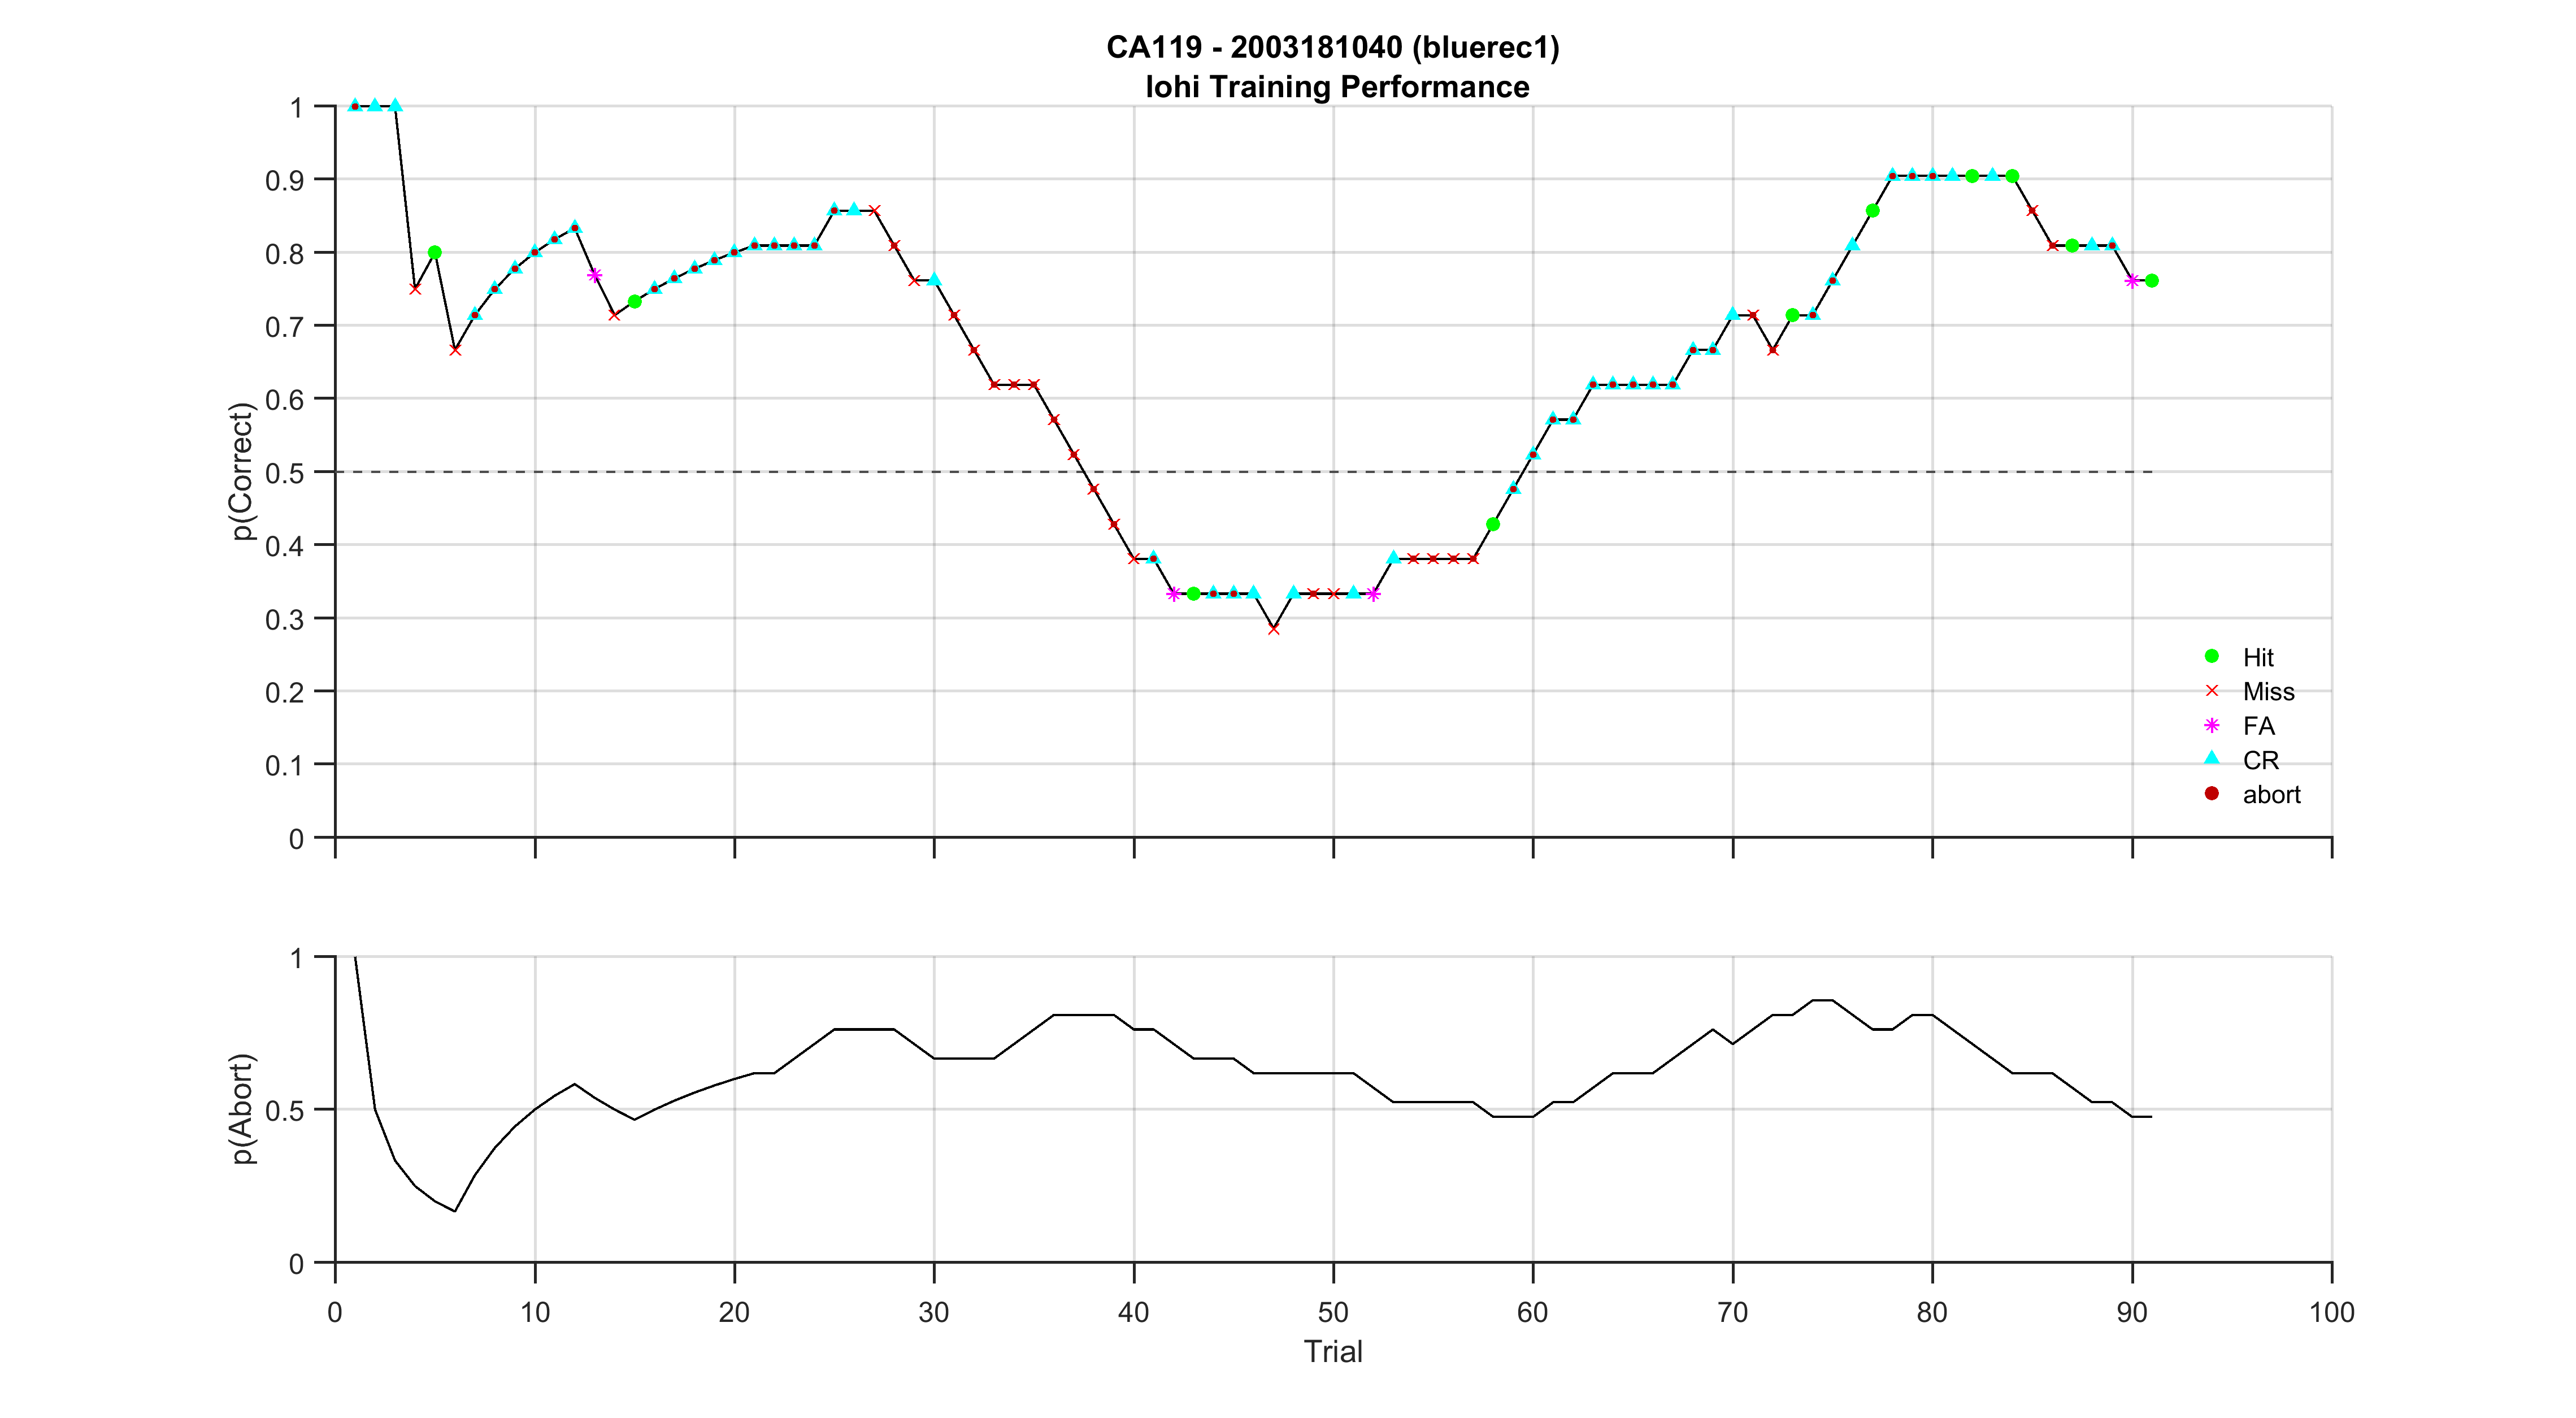 CA119 - 2003181040 (bluerec1)
lohi Training Performance
1
0.9
0.8
0.7
0.6
0.5
0.4
0.3
0.2
0.1
0
p(Correct)
Hit
Miss
FA
CR
abort
1
0.5
0
p(Abort)
0 10 20 30 40 50 60 70 80 90 100
Trial